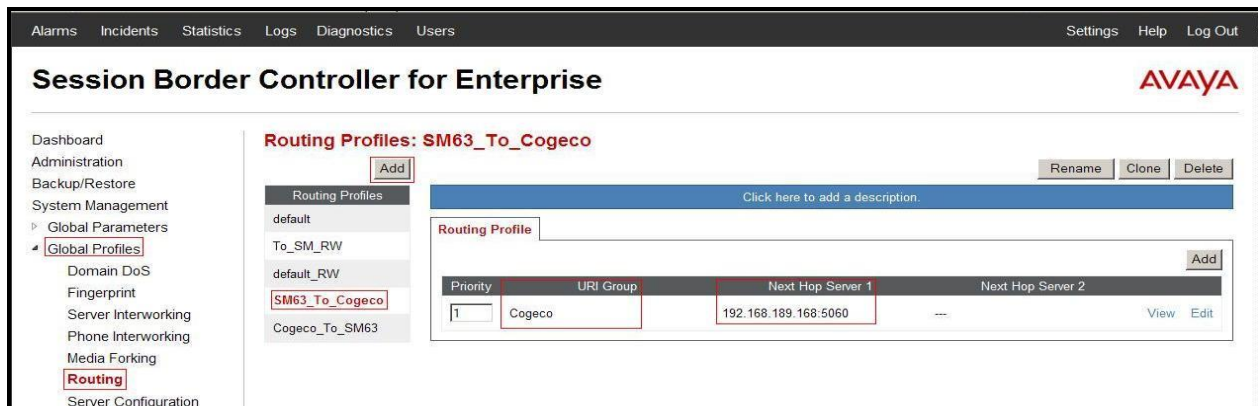 Alarms Incidents Statistics Logs Diagnostics Users Settings Help Log Out
Session Border Controller for Enterprise
AVAYA
Dashboard
Administration
Backup/Restore
System Management
Global Parameters
Global Profiles
Domain DoS
Fingerprint
Server Interworking
Phone Interworking
Media Forking
Routing
Server Configuration
Routing Profiles: SM63_To_Cogeco
Add
Rename Clone Delete
Routing Profiles
default
To_SM_RW
default_RW
SM63_To_Cogeco
Cogeco_To_SM63
Click here to add a description.
Routing Profile
Add
Priority URI Group Next Hop Server 1 Next Hop Server 2
1 Cogeco 192.168.189.168:5060 --- View Edit